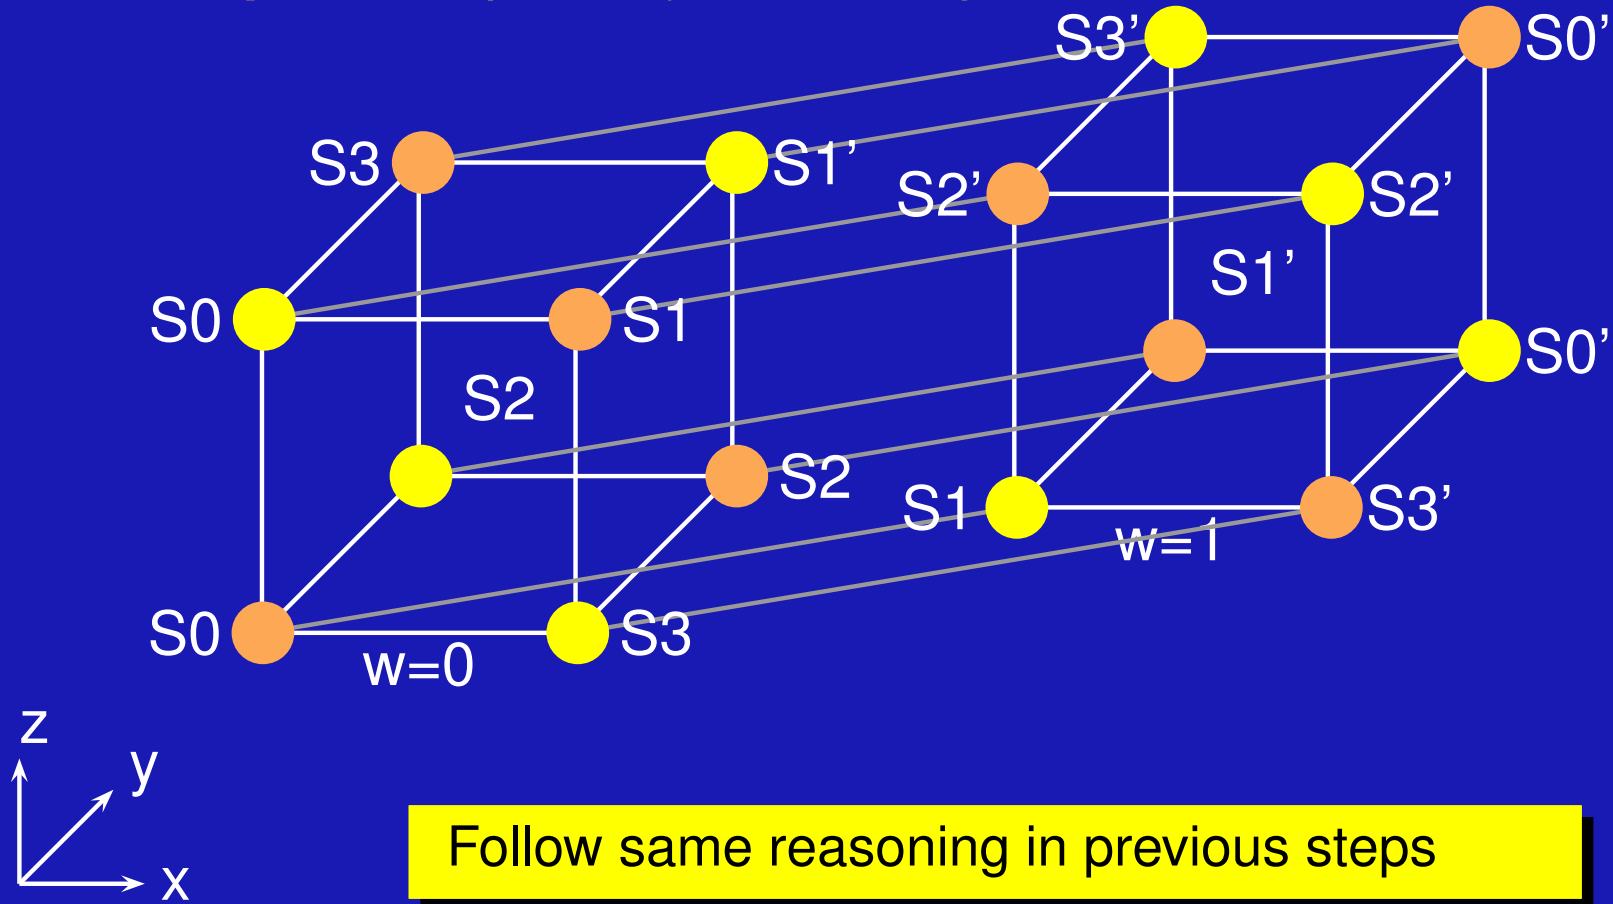 S3’
S0’
S3
S1’
S2’
S2’
S1’
S0
S1
S0’
S2
S2
S1
S3’
w=1
S0
S3
w=0
z
y
x
Follow same reasoning in previous steps